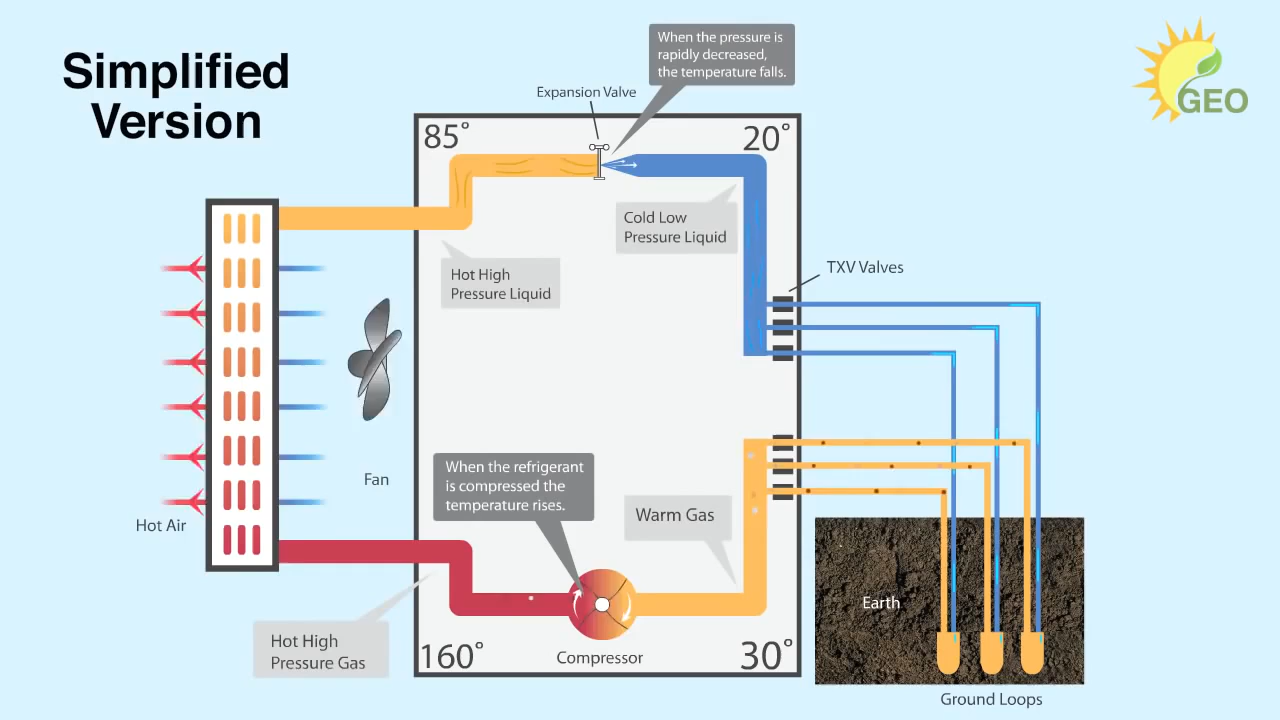 Simplified
Version
When the pressure is
rapidly decreased,
the temperature falls.
GEO
Expansion Valve
85°
20°
Cold Low
Pressure Liquid
Hot High
Pressure Liquid
TXV Valves
Fan
When the refrigerant
is compressed the
temperature rises.
Warm Gas
Hot Air
Earth
Hot High
Pressure Gas
160°
Compressor
30°
Ground Loops